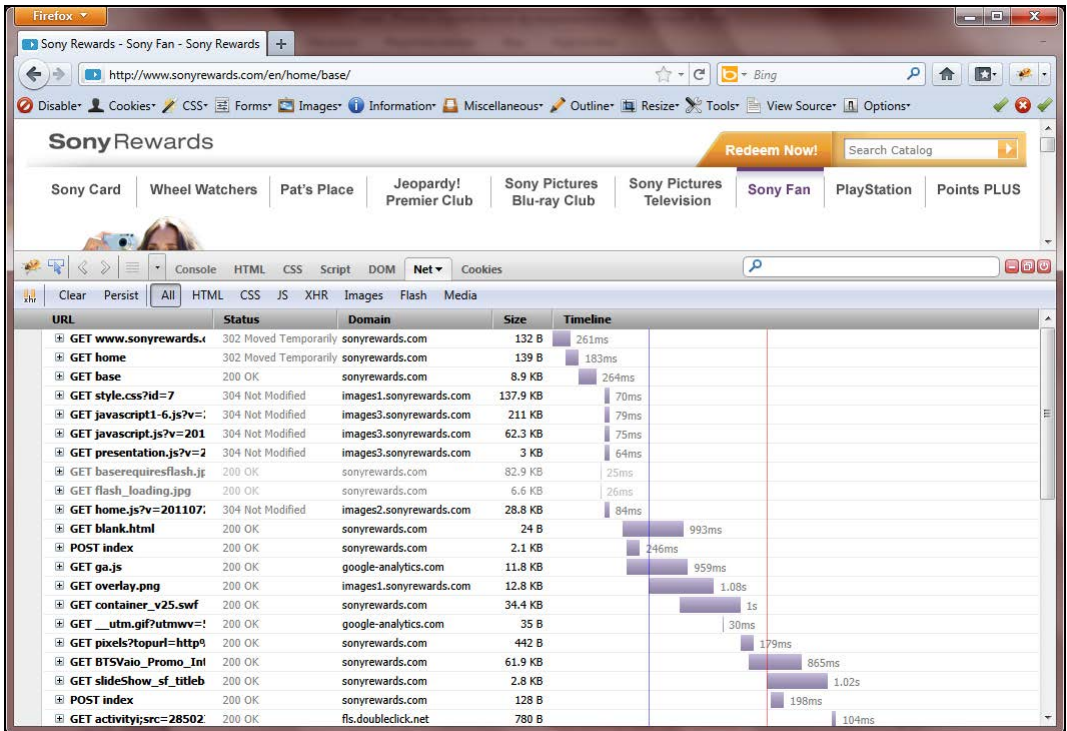 Firefox
Sony Rewards - Sony Fan - Sony Rewards
http://www.sonyrewards.com/en/home/base/ Bing
Disable Cookies CSS Forms Images Information Miscellaneous Outline Resize Tools View Source Options
Sony Rewards Redeem Now! Search Catalog
Sony Card Wheel Watchers Pat's Place Jeopardy! Premier Club Sony Pictures Blu-ray Club Sony Pictures Television Sony Fan PlayStation Points PLUS
Console HTML CSS Script DOM Net Cookies
xhr Clear Persist All HTML CSS JS XHR Images Flash Media
URL Status Domain Size Timeline
GET www.sonyrewards.c 302 Moved Temporarily sonyrewards.com 132 B 261ms
GET home 302 Moved Temporarily sonyrewards.com 139 B 183ms
GET base 200 OK sonyrewards.com 8.9 KB 264ms
GET style.css?id=7 304 Not Modified images1.sonyrewards.com 137.9 KB 70ms
GET javascript1-6.js?v=2 304 Not Modified images3.sonyrewards.com 211 KB 79ms
GET javascript.js?v=201 304 Not Modified images3.sonyrewards.com 62.3 KB 75ms
GET presentation.js?v=2 304 Not Modified images3.sonyrewards.com 3 KB 64ms
GET baserequiresflash.jp 200 OK sonyrewards.com 82.9 KB 25ms
GET flash_loading.jpg 200 OK sonyrewards.com 6.6 KB 26ms
GET home.js?v=201107 304 Not Modified images2.sonyrewards.com 28.8 KB 84ms
GET blank.html 200 OK sonyrewards.com 24 B 993ms
POST index 200 OK sonyrewards.com 2.1 KB 246ms
GET ga.js 200 OK google-analytics.com 11.8 KB 959ms
GET overlay.png 200 OK images1.sonyrewards.com 12.8 KB 1.08s
GET container_v25.swf 200 OK sonyrewards.com 34.4 KB 1s
GET __utm.gif?utmwv=5 200 OK google-analytics.com 35 B 30ms
GET pixels?topurl=http% 200 OK sonyrewards.com 442 B 179ms
GET BTSVaio_Promo_Int 200 OK sonyrewards.com 61.9 KB 865ms
GET slideShow_sf_titleb 200 OK sonyrewards.com 2.8 KB 1.02s
POST index 200 OK sonyrewards.com 128 B 198ms
GET activityi;src=28502 200 OK fls.doubleclick.net 780 B 104ms